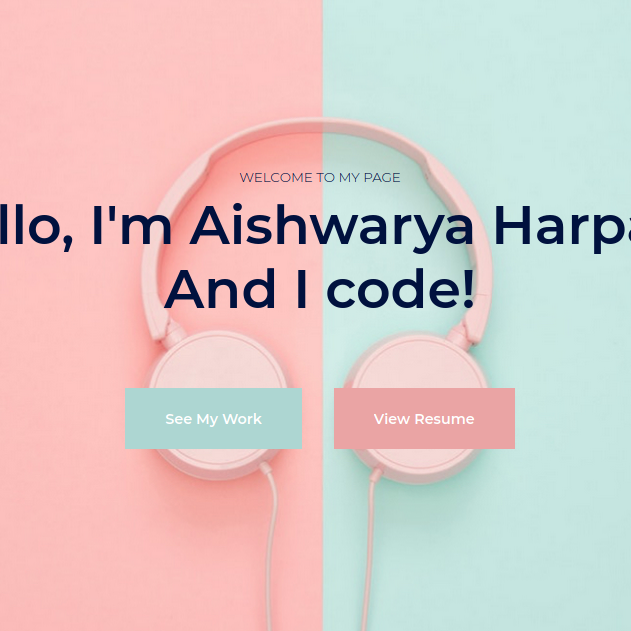 WELCOME TO MY PAGE
llo, I'm Aishwarya Harpa
And I code!
See My Work
View Resume